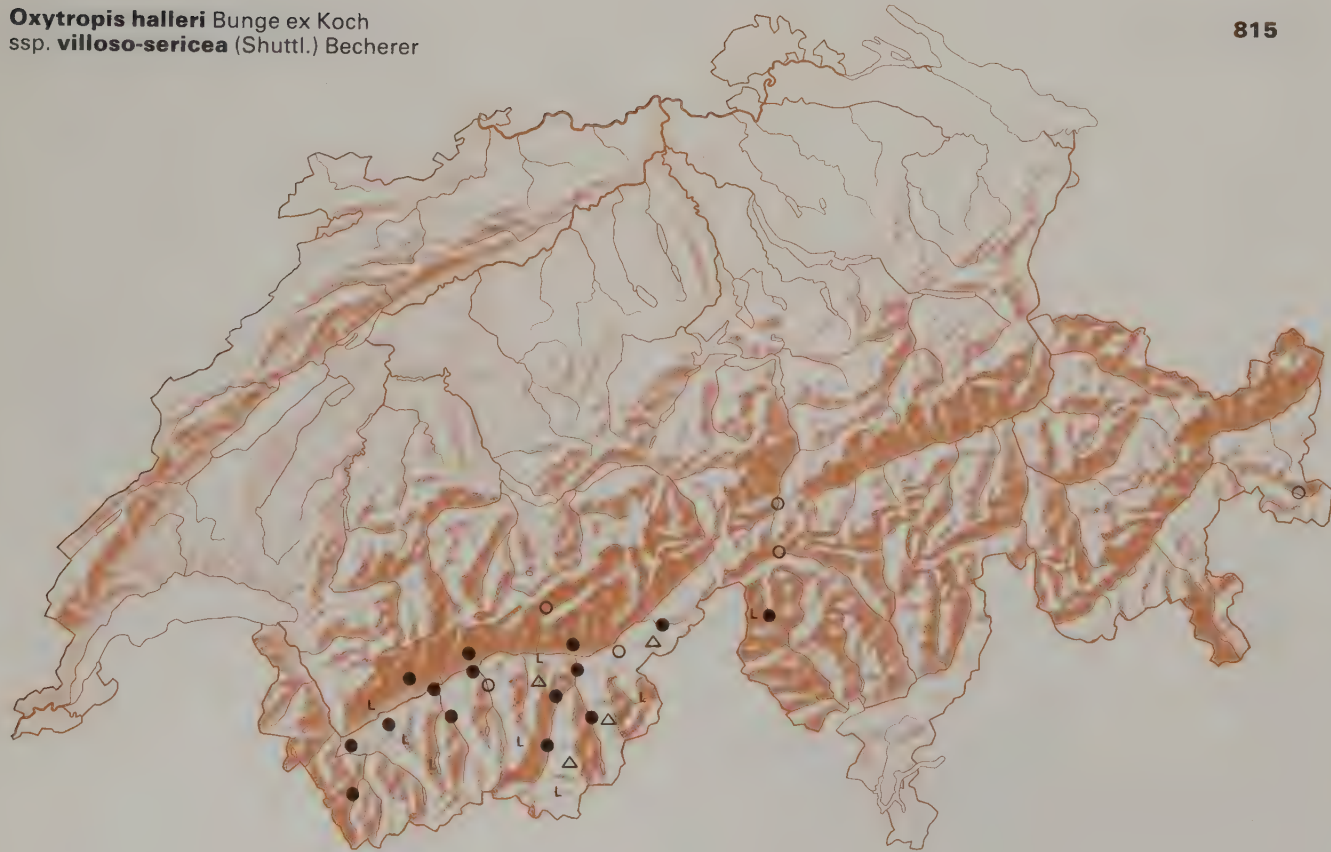 Oxytropis halleri Bunge ex Koch
ssp. villoso-sericea (Shuttl.) Becherer
815
L
L
L
L
L
L
L
L